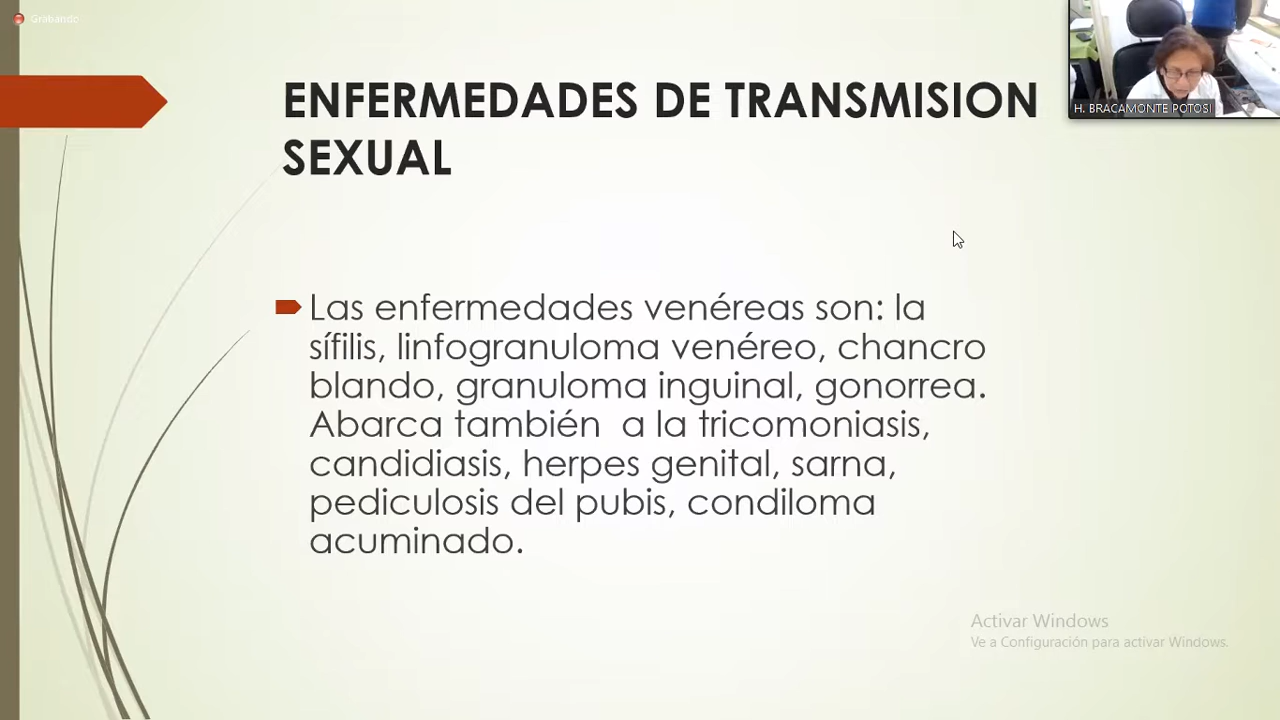 Grabando
ENFERMEDADES DE TRANSMISION
SEXUAL
H. BRACAMONTE POTOSI
Las enfermedades venéreas son: la
sífilis, linfogranuloma venéreo, chancro
blando, granuloma inguinal, gonorrea.
Abarca también  a la tricomoniasis,
candidiasis, herpes genital, sarna,
pediculosis del pubis, condiloma
acuminado.
Activar Windows
Ve a Configuración para activar Windows.